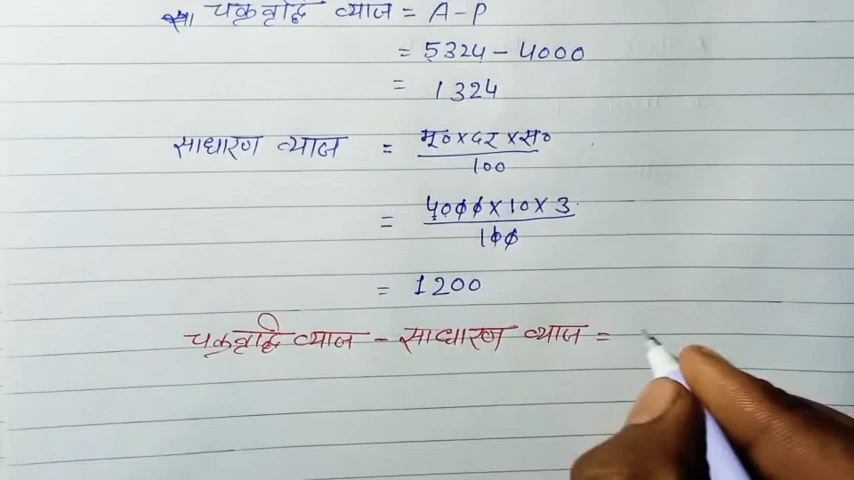 चक्रवृद्धि व्याज = A - P
= 5324 - 4000
= 1324
साधारण व्याज = मू० × दर × स० / 100
= 4000 × 10 × 3 / 100
= 1200
चक्रवृद्धि व्याज - साधारण व्याज =